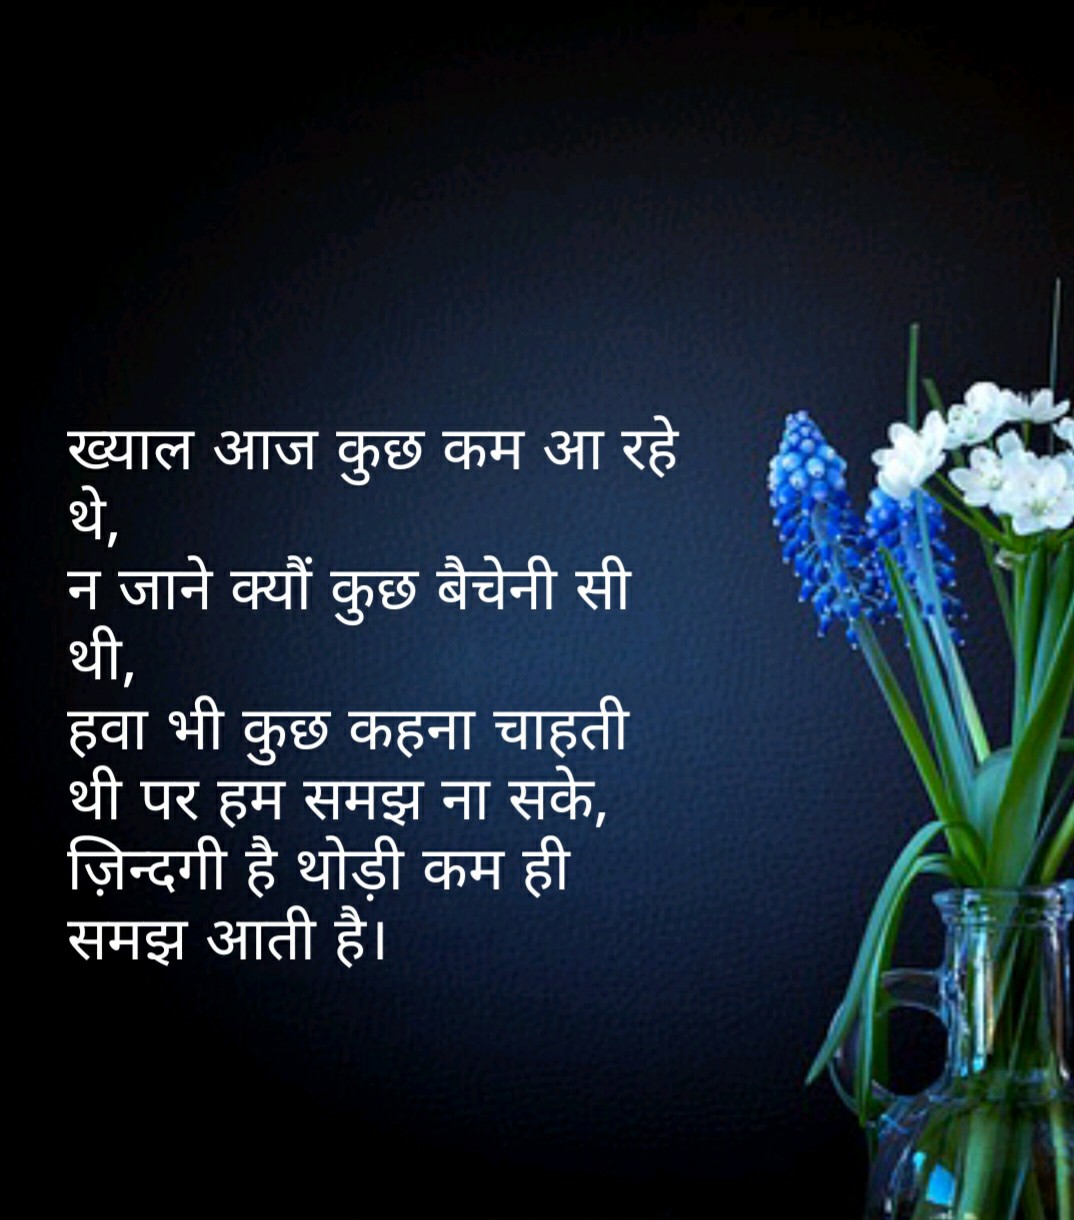 ख्याल आज कुछ कम आ रहे
थे,
न जाने क्यौं कुछ बैचेनी सी
थी,
हवा भी कुछ कहना चाहती
थी पर हम समझ ना सके,
ज़िन्दगी है थोड़ी कम ही
समझ आती है।